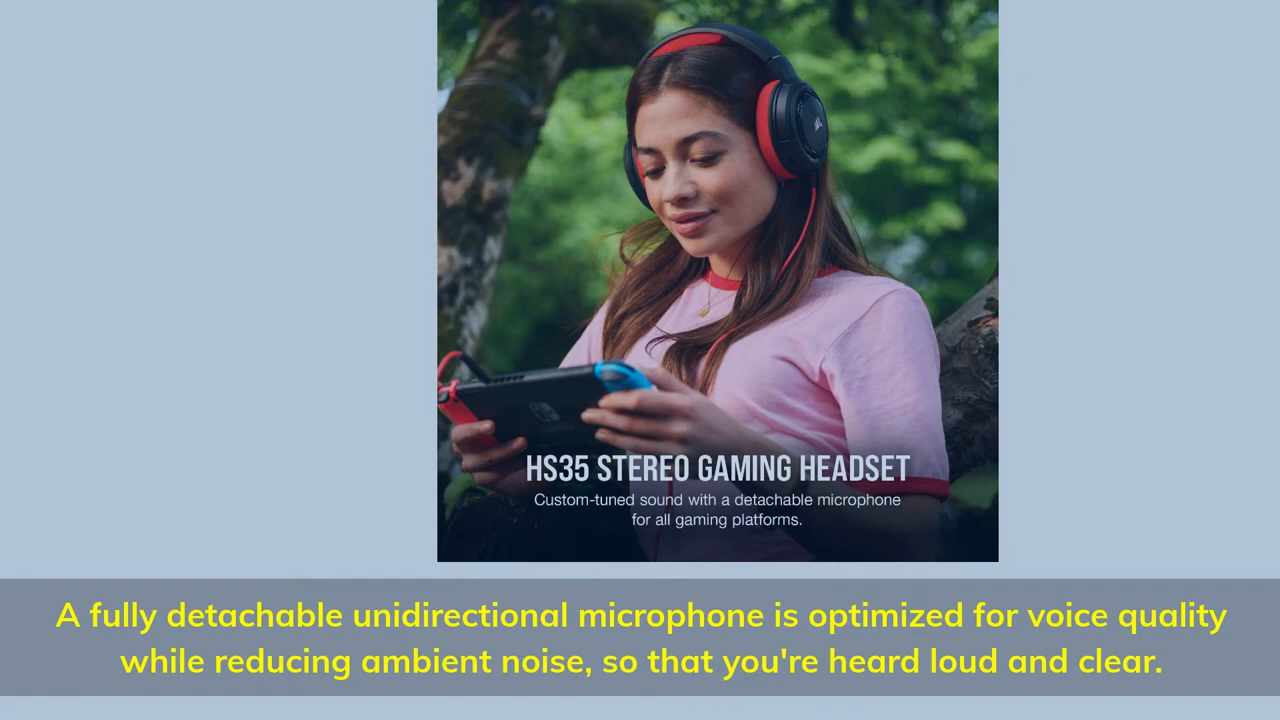 HS35 STEREO GAMING HEADSET
Custom-tuned sound with a detachable microphone
for all gaming platforms.
A fully detachable unidirectional microphone is optimized for voice quality
while reducing ambient noise, so that you're heard loud and clear.